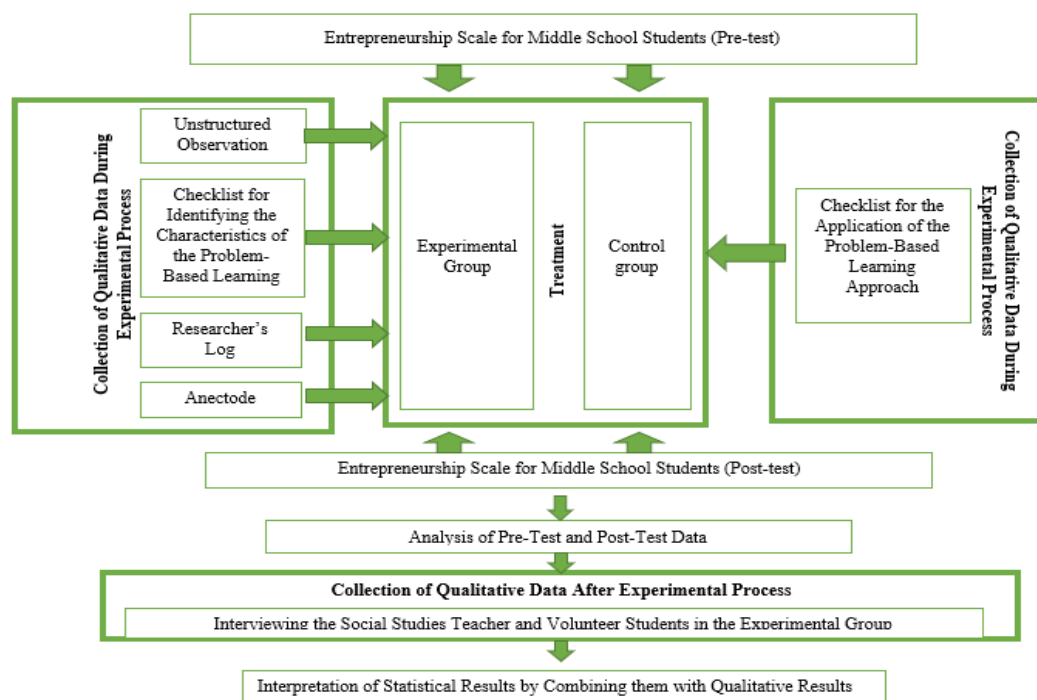 Entrepreneurship Scale for Middle School Students (Pre-test)
Collection of Qualitative Data During
Experimental Process
Unstructured
Observation
Checklist for
Identifying the
Characteristics of
the Problem-
Based Learning
Researcher's
Log
Anectode
Experimental
Group
Treatment
Control
group
Checklist for the
Application of the
Problem-Based
Learning
Approach
Collection of Qualitative Data During
Experimental Process
Entrepreneurship Scale for Middle School Students (Post-test)
Analysis of Pre-Test and Post-Test Data
Collection of Qualitative Data After Experimental Process
Interviewing the Social Studies Teacher and Volunteer Students in the Experimental Group
Interpretation of Statistical Results by Combining them with Qualitative Results